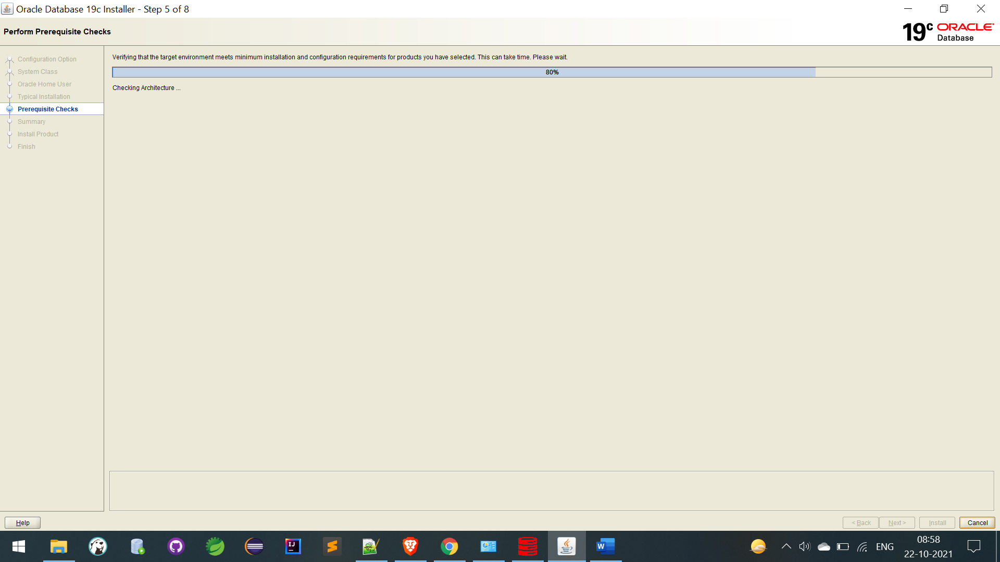 Oracle Database 19c Installer - Step 5 of 8
Perform Prerequisite Checks
19c ORACLE
Database
Configuration Option
System Class
Oracle Home User
Typical Installation
Prerequisite Checks
Summary
Install Product
Finish
Verifying that the target environment meets minimum installation and configuration requirements for products you have selected. This can take time. Please wait.
80%
Checking Architecture ...
Help
< Back
Next >
Install
Cancel
IJ
W
ENG
08:58
22-10-2021